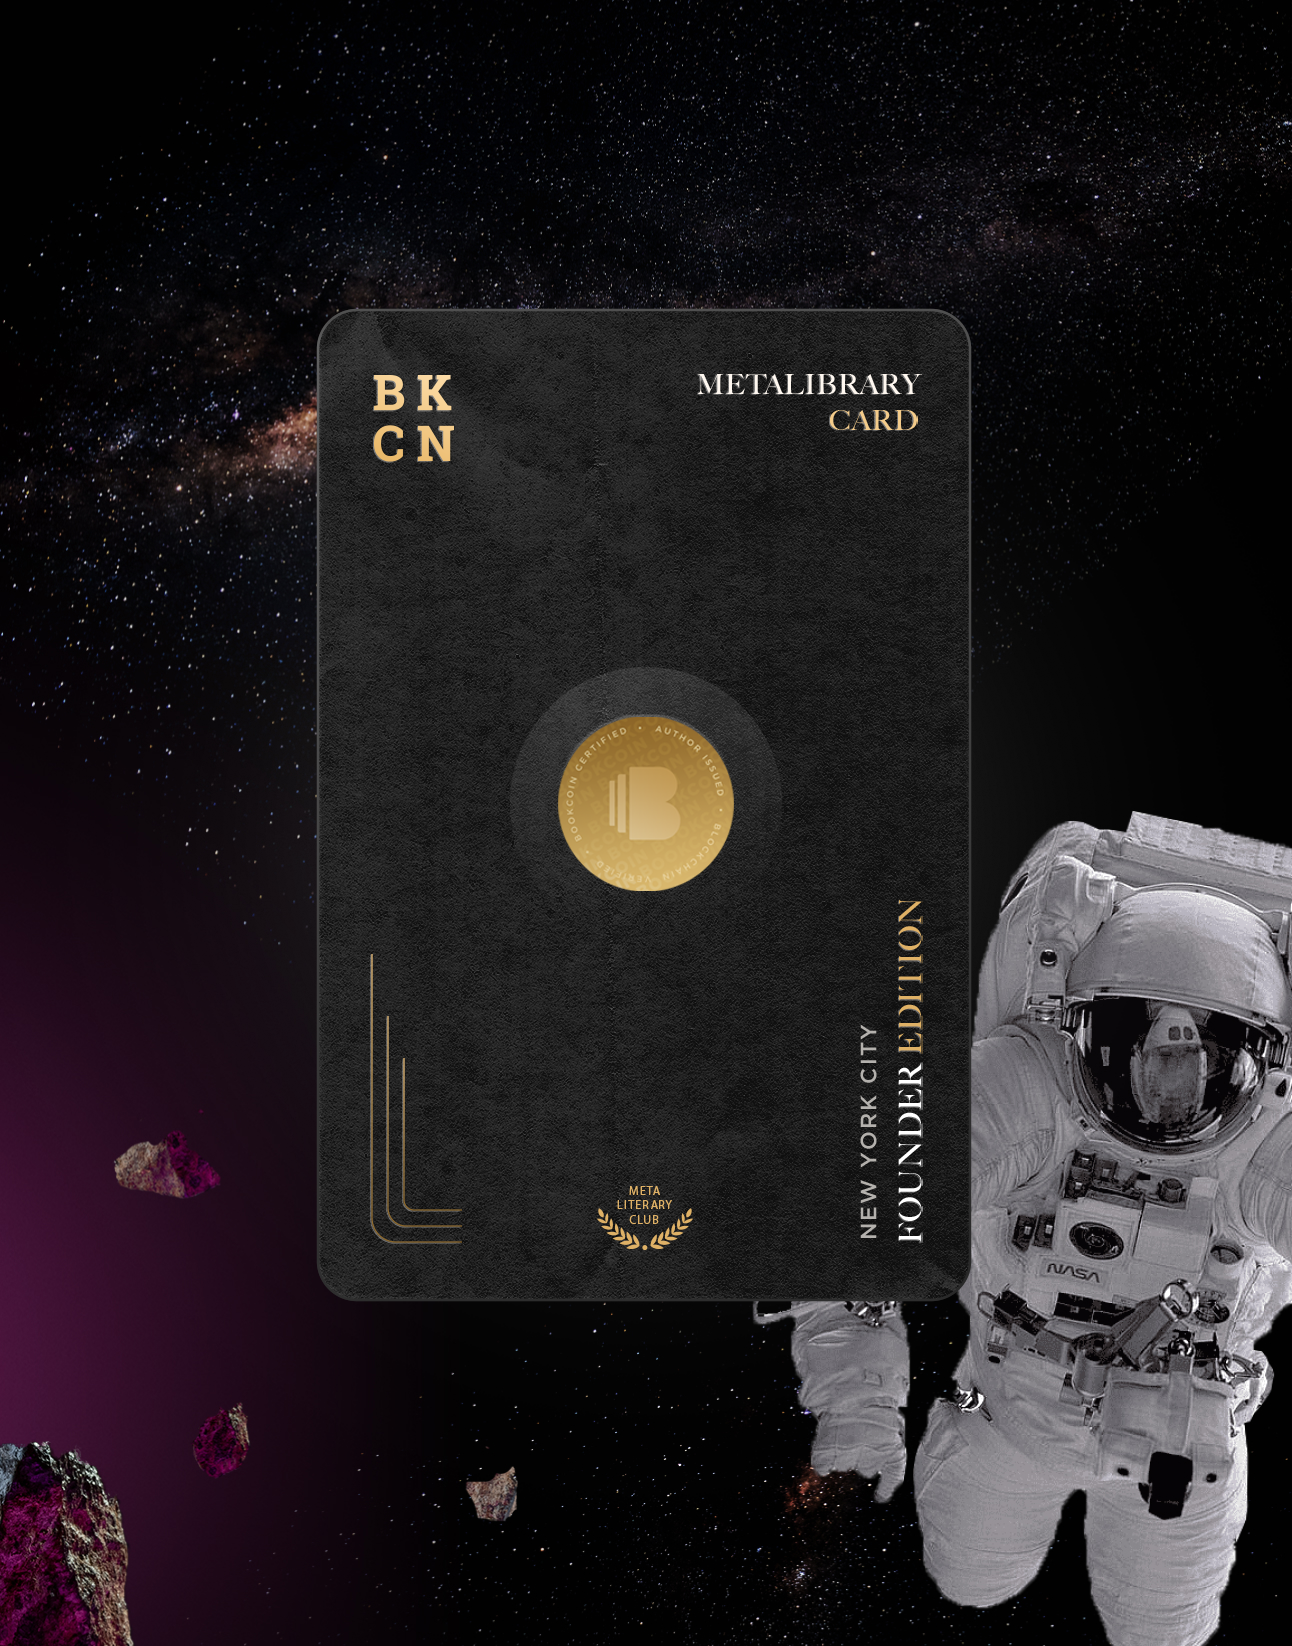 B K
C N
METALIBRARY
CARD
BOOKCOIN CERTIFIED • AUTHOR ISSUED • BLOCKCHAIN VERIFIED •
NEW YORK CITY
FOUNDER EDITION
META
LITERARY
CLUB
NASA